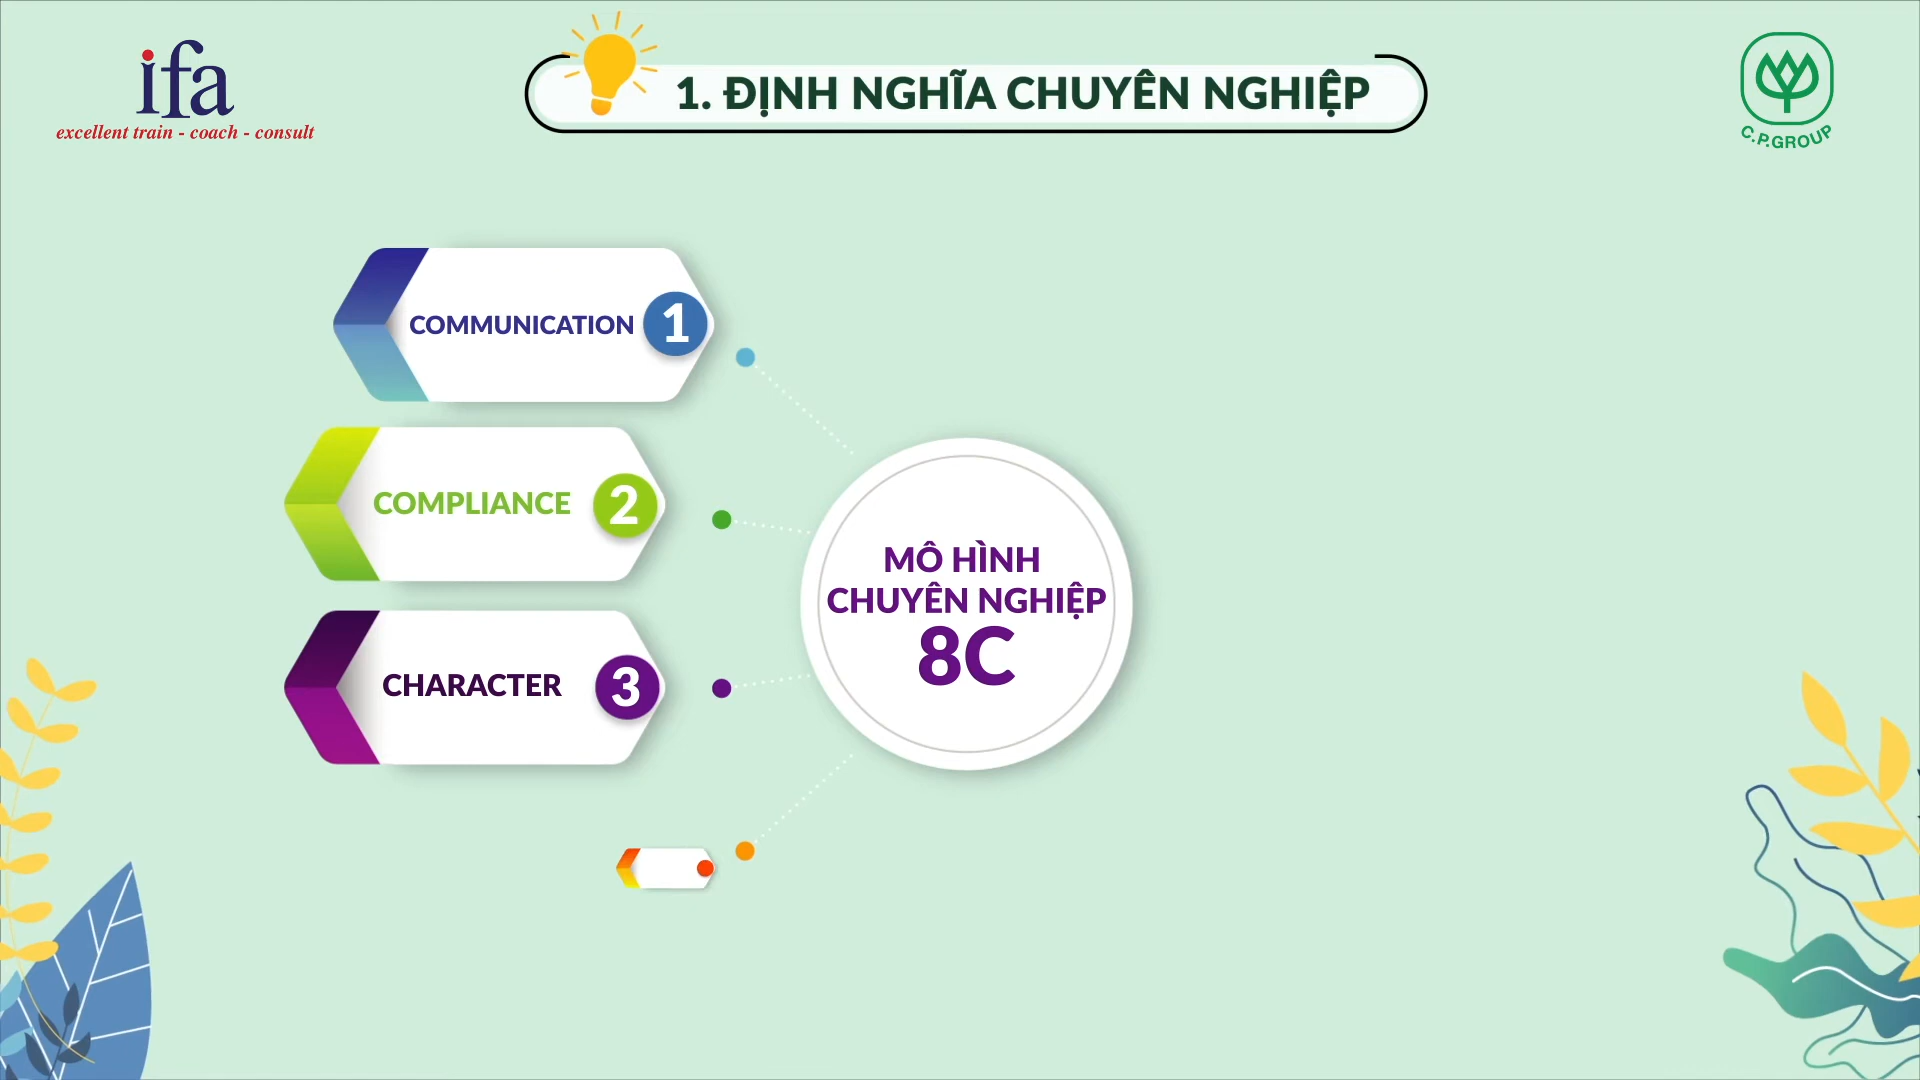 ifa
excellent train - coach - consult
1. ĐỊNH NGHĨA CHUYÊN NGHIỆP
C.P.GROUP
COMMUNICATION 1
COMPLIANCE 2
CHARACTER 3
MÔ HÌNH
CHUYÊN NGHIỆP
8C